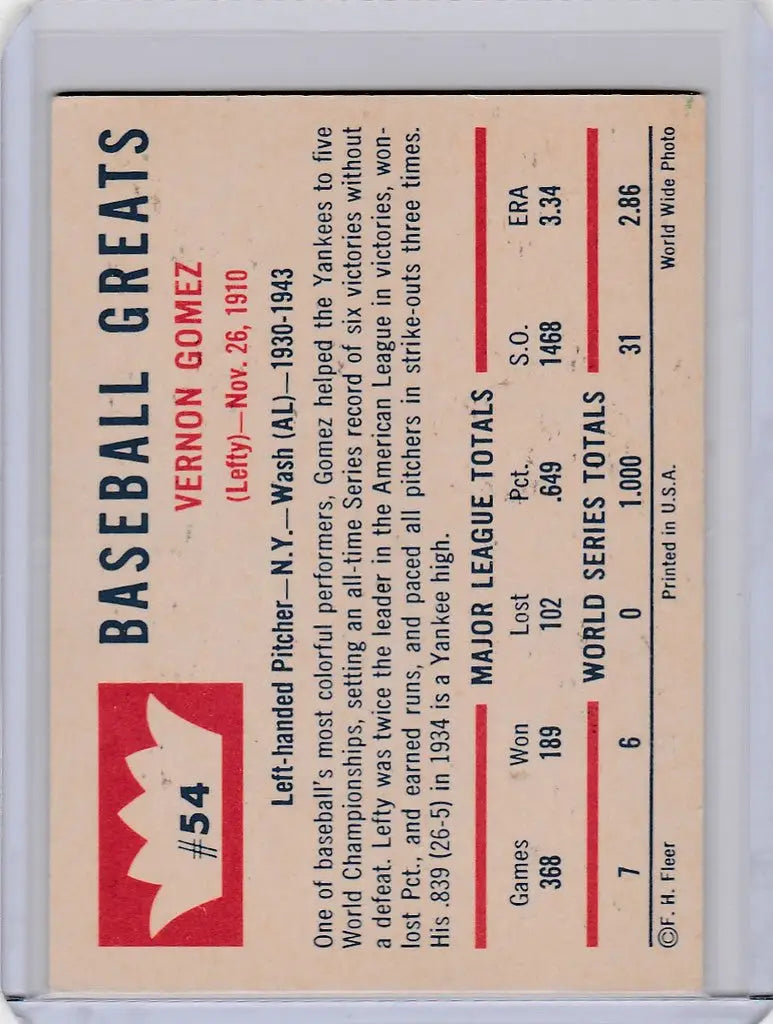 #54
BASEBALL GREATS
VERNON GOMEZ
(Lefty)—Nov. 26, 1910
Left-handed Pitcher—N.Y.—Wash (AL)—1930-1943
One of baseball's most colorful performers, Gomez helped the Yankees to five
World Championships, setting an all-time Series record of six victories without
a defeat. Lefty was twice the leader in the American League in victories, won-
lost Pct., and earned runs, and paced all pitchers in strike-outs three times.
His .839 (26-5) in 1934 is a Yankee high.
MAJOR LEAGUE TOTALS
Games Won Lost Pct. S.O. ERA
368 189 102 .649 1468 3.34
WORLD SERIES TOTALS
7 6 0 1.000 31 2.86
©F. H. Fleer Printed in U.S.A. World Wide Photo